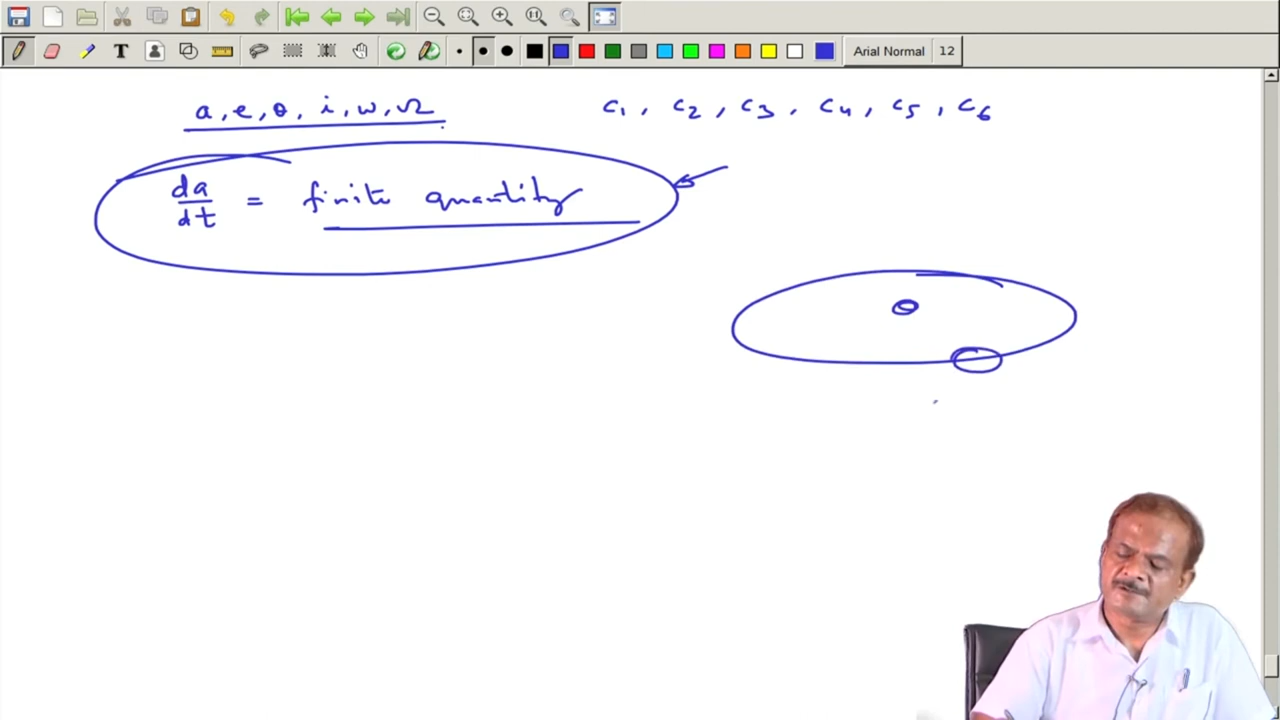 Arial Normal 12
a, e, θ, i, ω, Ω
c1, c2, c3, c4, c5, c6
da/dt = finite quantity